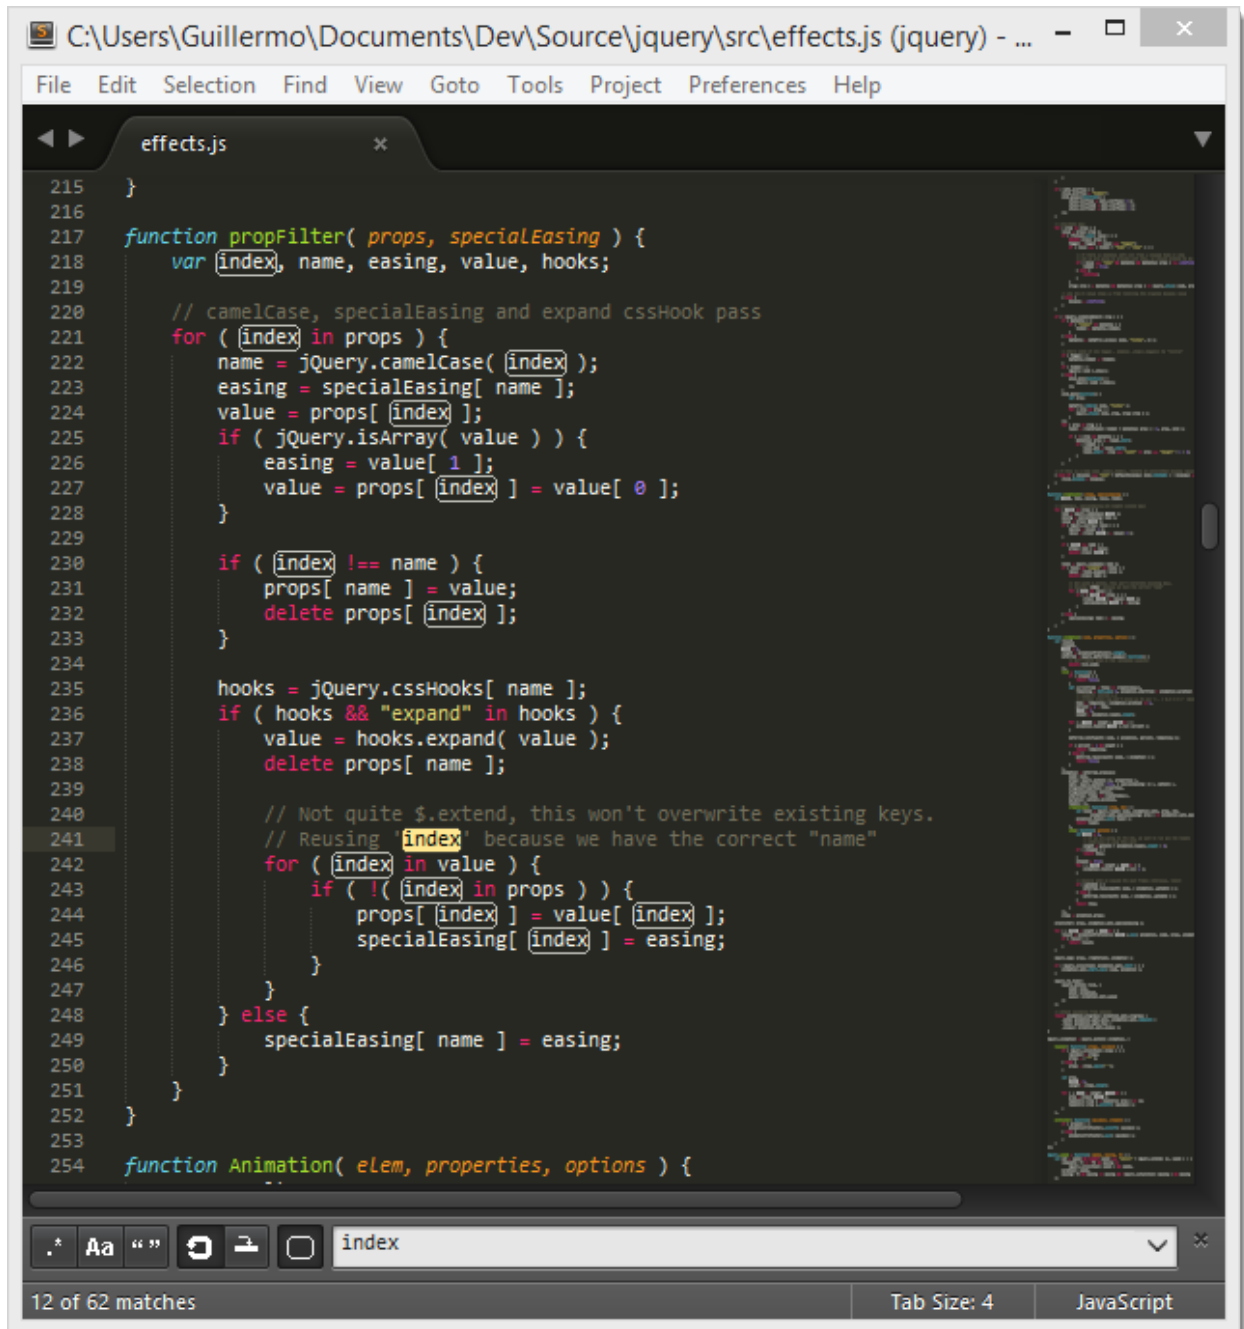 C:\Users\Guillermo\Documents\Dev\Source\jquery\src\effects.js (jquery) - ...
File Edit Selection Find View Goto Tools Project Preferences Help
effects.js
215 }
216
217 function propFilter( props, specialEasing ) {
218 var index, name, easing, value, hooks;
219
220 // camelCase, specialEasing and expand cssHook pass
221 for ( index in props ) {
222 name = jQuery.camelCase( index );
223 easing = specialEasing[ name ];
224 value = props[ index ];
225 if ( jQuery.isArray( value ) ) {
226 easing = value[ 1 ];
227 value = props[ index ] = value[ 0 ];
228 }
229
230 if ( index !== name ) {
231 props[ name ] = value;
232 delete props[ index ];
233 }
234
235 hooks = jQuery.cssHooks[ name ];
236 if ( hooks && "expand" in hooks ) {
237 value = hooks.expand( value );
238 delete props[ name ];
239
240 // Not quite $.extend, this won't overwrite existing keys.
241 // Reusing 'index' because we have the correct "name"
242 for ( index in value ) {
243 if ( !( index in props ) ) {
244 props[ index ] = value[ index ];
245 specialEasing[ index ] = easing;
246 }
247 }
248 } else {
249 specialEasing[ name ] = easing;
250 }
251 }
252 }
253
254 function Animation( elem, properties, options ) {
.* Aa “ ” index
12 of 62 matches Tab Size: 4 JavaScript